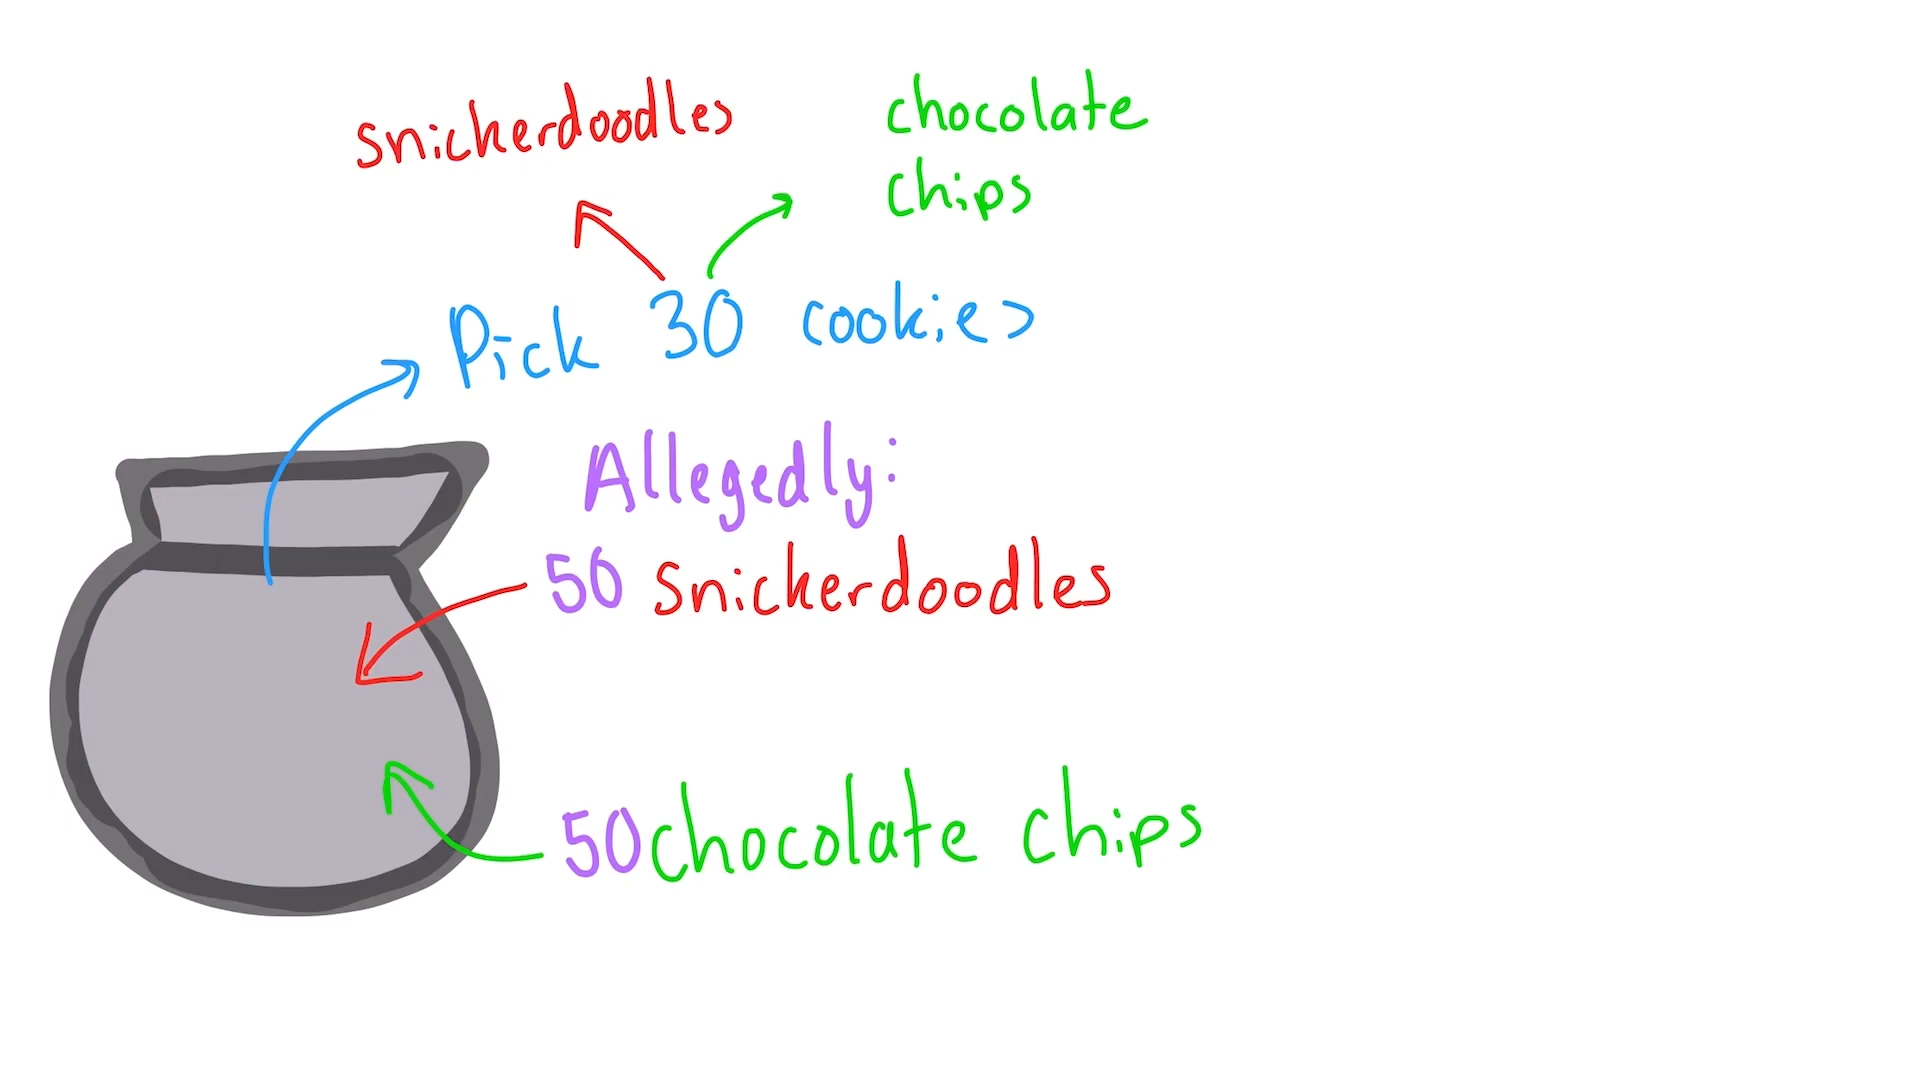 snickerdoodles
chocolate
chips
Pick 30 cookies
Allegedly:
50 snickerdoodles
50 chocolate chips